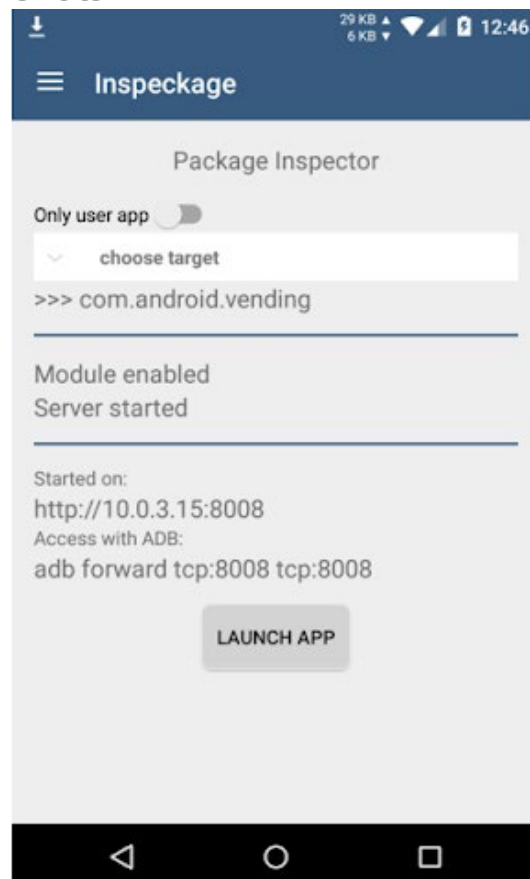 29 KB ▲
6 KB ▼
12:46
Inspeckage
Package Inspector
Only user app
choose target
>>> com.android.vending
Module enabled
Server started
Started on:
http://10.0.3.15:8008
Access with ADB:
adb forward tcp:8008 tcp:8008
LAUNCH APP